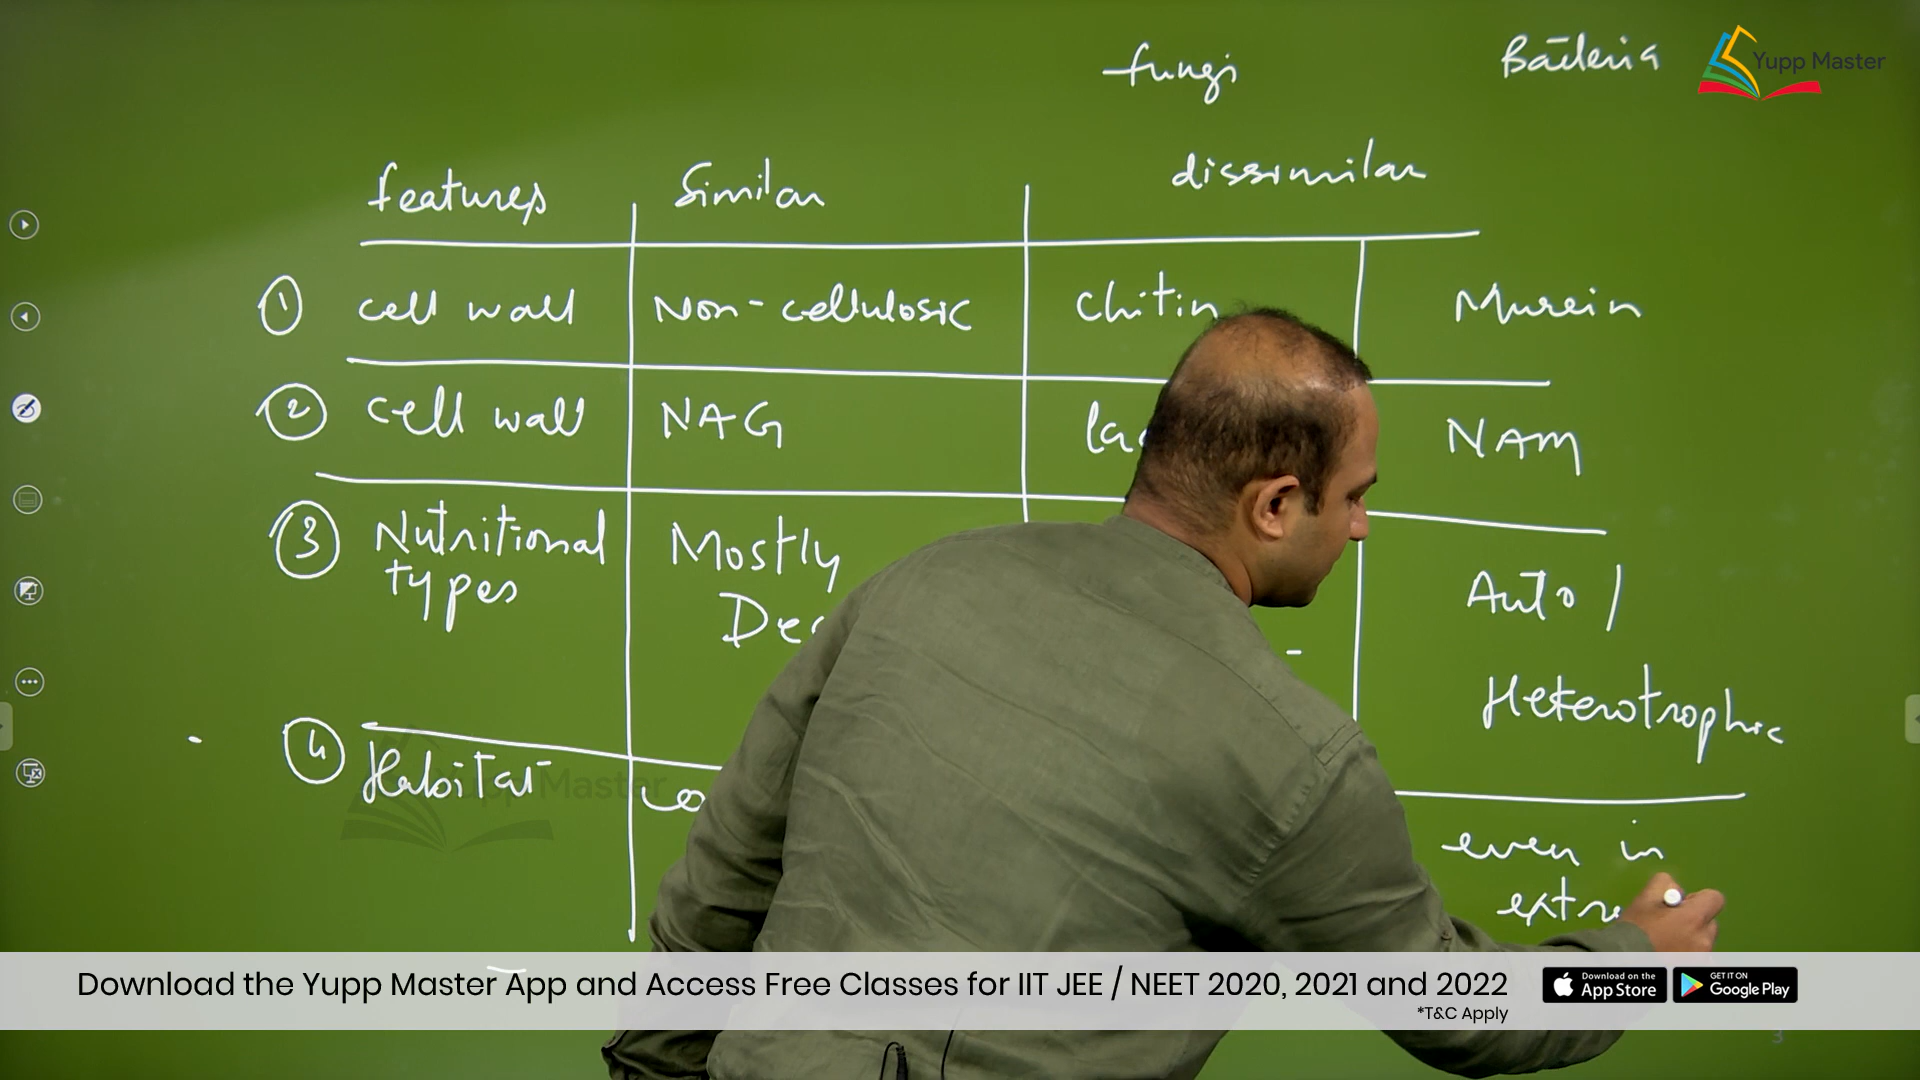 fungi Bacteria
Yupp Master
features Similar dissimilar
1 cell wall Non-cellulosic Chitin Murein
2 cell wall NAG NAM
3 Nutritional types Mostly Auto /
Heterotrophic
4 Habitat even in
Yupp Master
Download the Yupp Master App and Access Free Classes for IIT JEE / NEET 2020, 2021 and 2022
*T&C Apply
Download on the
App Store
GET IT ON
Google Play
3